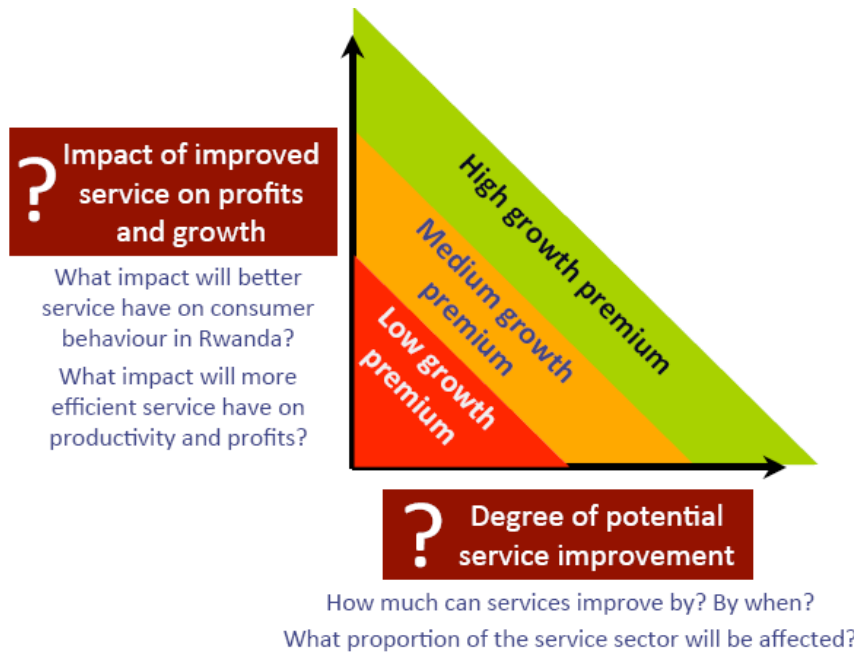 ?
Impact of improved
service on profits
and growth
What impact will better
service have on consumer
behaviour in Rwanda?
What impact will more
efficient service have on
productivity and profits?
High growth premium
Medium growth
premium
Low growth
premium
?
Degree of potential
service improvement
How much can services improve by? By when?
What proportion of the service sector will be affected?